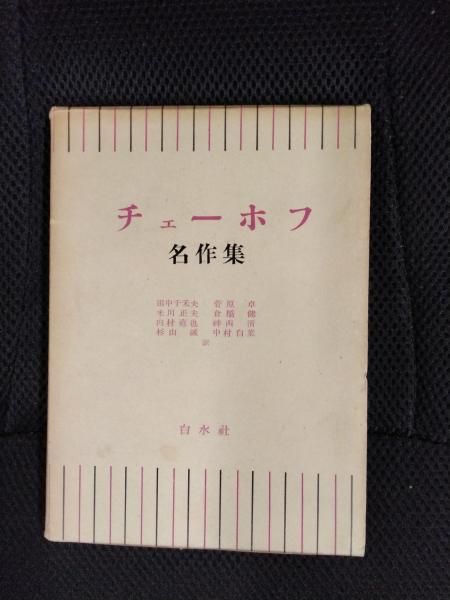 チェーホフ
名作集
田中千禾夫 菅原卓
米川正夫 倉橋健
内村直也 神西清
杉山誠 中村白葉
訳
白水社